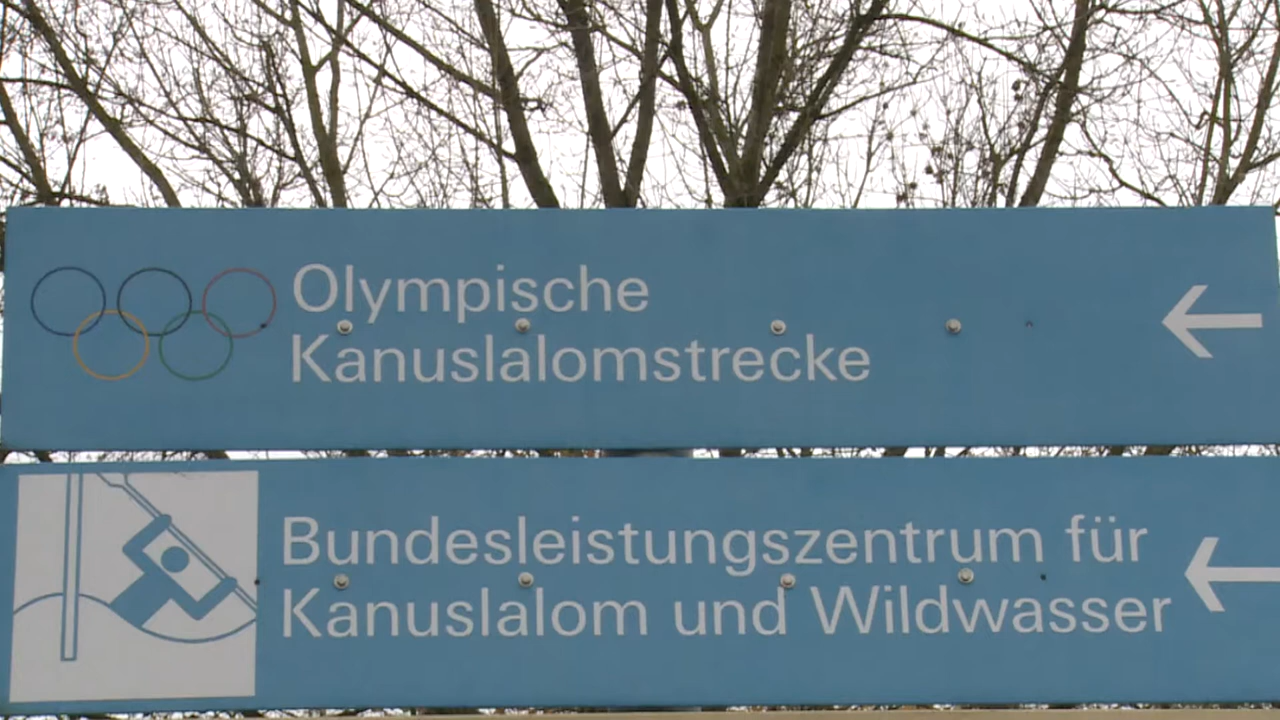 Olympische
Kanuslalomstrecke
Bundesleistungszentrum für
Kanuslalom und Wildwasser